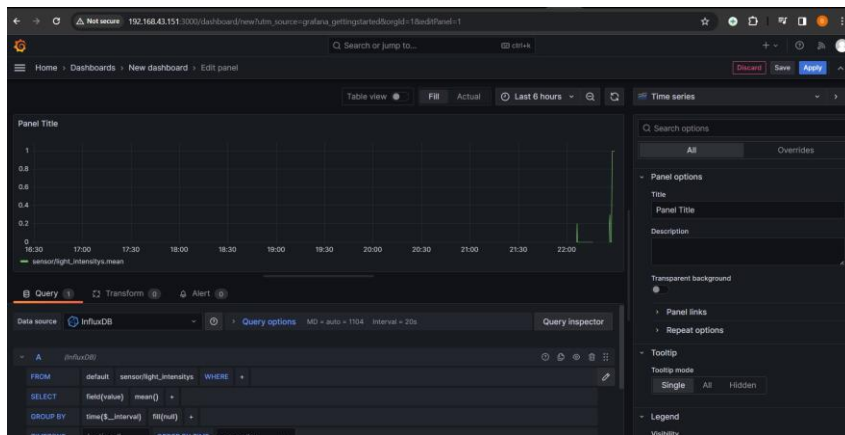 Not secure 192.168.43.151:3000/dashboard/new?utm_source=grafana_gettingstarted&orgId=1&editPanel=1
Search or jump to... ctrl+k
Home > Dashboards > New dashboard > Edit panel Discard Save Apply
Table view Fill Actual Last 6 hours Time series
Panel Title
Search options
All Overrides
1
0.8
0.6
0.4
0.2
0
16:30 17:00 17:30 18:00 18:30 19:00 19:30 20:00 20:30 21:00 21:30 22:00
sensor/light_intensitys.mean
Panel options
Title
Panel Title
Description
Transparent background
Panel links
Repeat options
Query 1 Transform 0 Alert 0
Data source InfluxDB Query options MD = auto = 1104 Interval = 20s Query inspector
A (InfluxDB)
FROM default sensor/light_intensitys WHERE +
SELECT field(value) mean() +
GROUP BY time($__interval) fill(null) +
Tooltip
Tooltip mode
Single All Hidden
Legend
Visibility